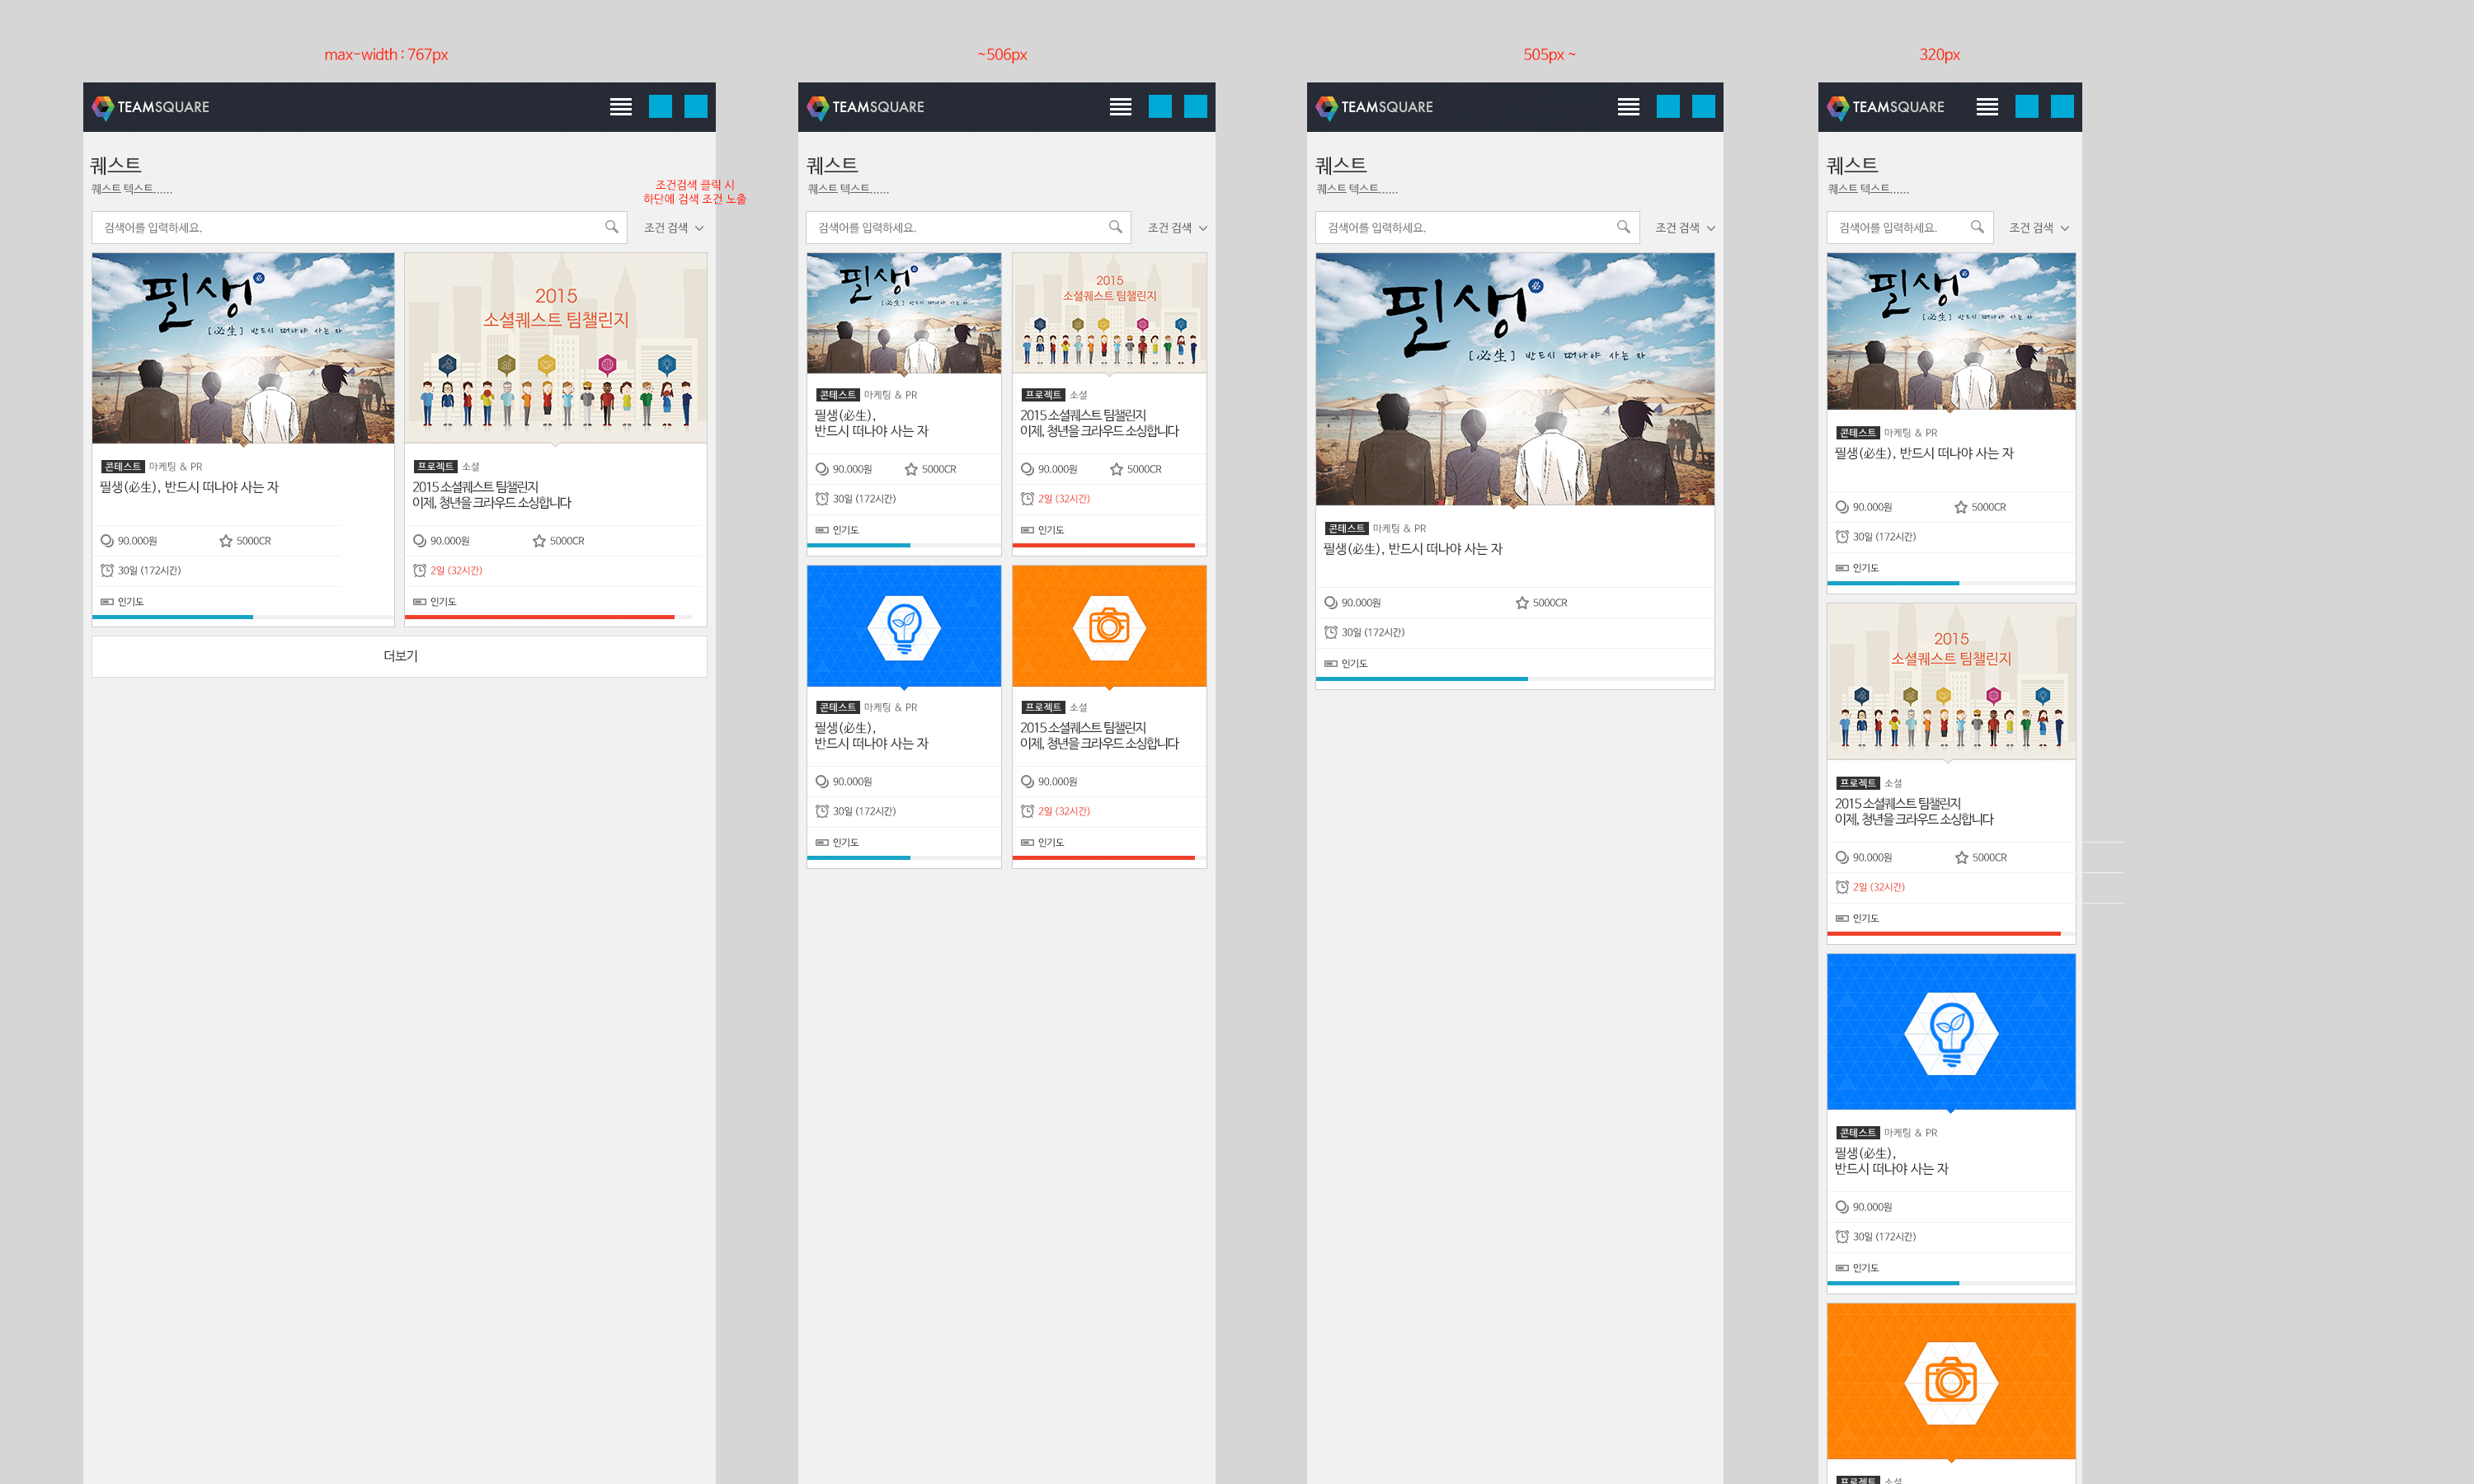 max-width : 767px
TEAMSQUARE
퀘스트
퀘스트 텍스트......
조건검색 클릭 시
하단에 검색 조건 노출
검색어를 입력하세요.
조건 검색
필생 必
[必生] 반드시 떠나야 사는 자
2015
소셜퀘스트 팀챌린지
콘테스트 마케팅 & PR
필생(必生), 반드시 떠나야 사는 자
90.000원 5000CR
30일 (172시간)
인기도
프로젝트 소셜
2015 소셜퀘스트 팀챌린지
이제, 청년을 크라우드 소싱합니다
90.000원 5000CR
2일 (32시간)
인기도
더보기
~506px
TEAMSQUARE
퀘스트
퀘스트 텍스트......
검색어를 입력하세요.
조건 검색
필생 必
[必生] 반드시 떠나야 사는 자
콘테스트 마케팅 & PR
필생(必生),
반드시 떠나야 사는 자
90.000원 5000CR
30일 (172시간)
인기도
2015
소셜퀘스트 팀챌린지
프로젝트 소셜
2015 소셜퀘스트 팀챌린지
이제, 청년을 크라우드 소싱합니다
90.000원 5000CR
2일 (32시간)
인기도
콘테스트 마케팅 & PR
필생(必生),
반드시 떠나야 사는 자
90.000원
30일 (172시간)
인기도
프로젝트 소셜
2015 소셜퀘스트 팀챌린지
이제, 청년을 크라우드 소싱합니다
90.000원
2일 (32시간)
인기도
505px ~
TEAMSQUARE
퀘스트
퀘스트 텍스트......
검색어를 입력하세요.
조건 검색
필생 必
[必生] 반드시 떠나야 사는 자
콘테스트 마케팅 & PR
필생(必生), 반드시 떠나야 사는 자
90.000원 5000CR
30일 (172시간)
인기도
320px
TEAMSQUARE
퀘스트
퀘스트 텍스트......
검색어를 입력하세요.
조건 검색
필생 必
[必生] 반드시 떠나야 사는 자
콘테스트 마케팅 & PR
필생(必生), 반드시 떠나야 사는 자
90.000원 5000CR
30일 (172시간)
인기도
2015
소셜퀘스트 팀챌린지
프로젝트 소셜
2015 소셜퀘스트 팀챌린지
이제, 청년을 크라우드 소싱합니다
90.000원 5000CR
2일 (32시간)
인기도
콘테스트 마케팅 & PR
필생(必生),
반드시 떠나야 사는 자
90.000원
30일 (172시간)
인기도
프로젝트 소셜